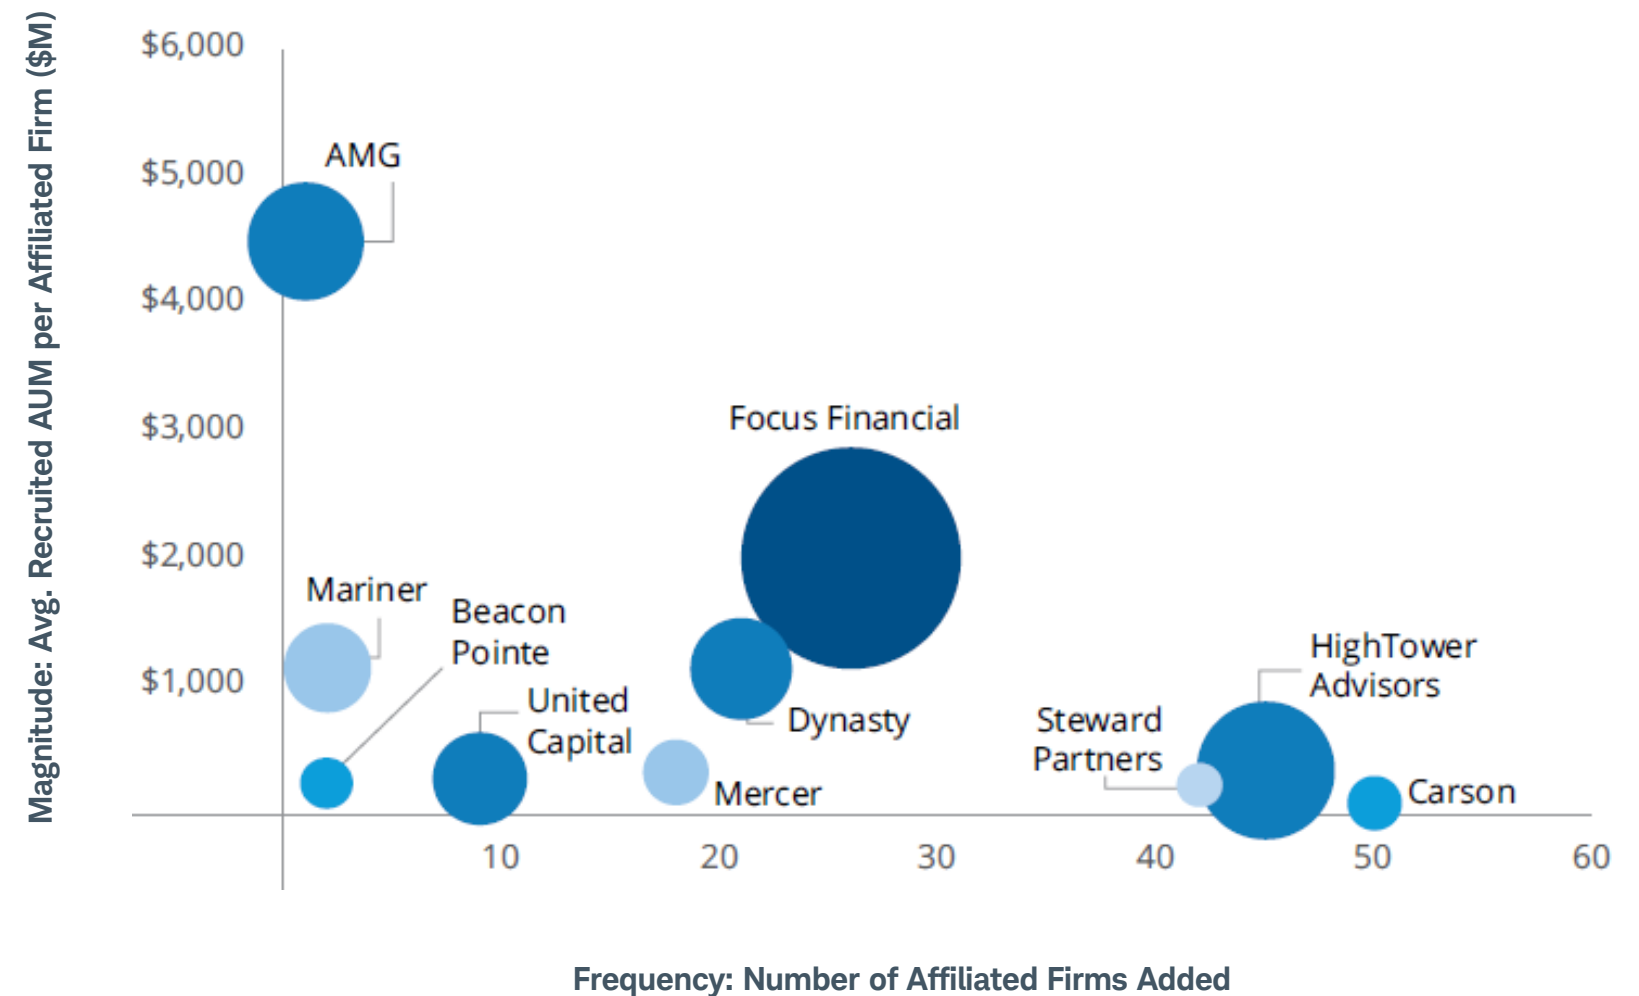 Magnitude: Avg. Recruited AUM per Affiliated Firm ($M)
$6,000
$5,000
$4,000
$3,000
$2,000
$1,000
AMG
Focus Financial
Mariner
Beacon
Pointe
United
Capital
Dynasty
Mercer
Steward
Partners
HighTower
Advisors
Carson
10
20
30
40
50
60
Frequency: Number of Affiliated Firms Added